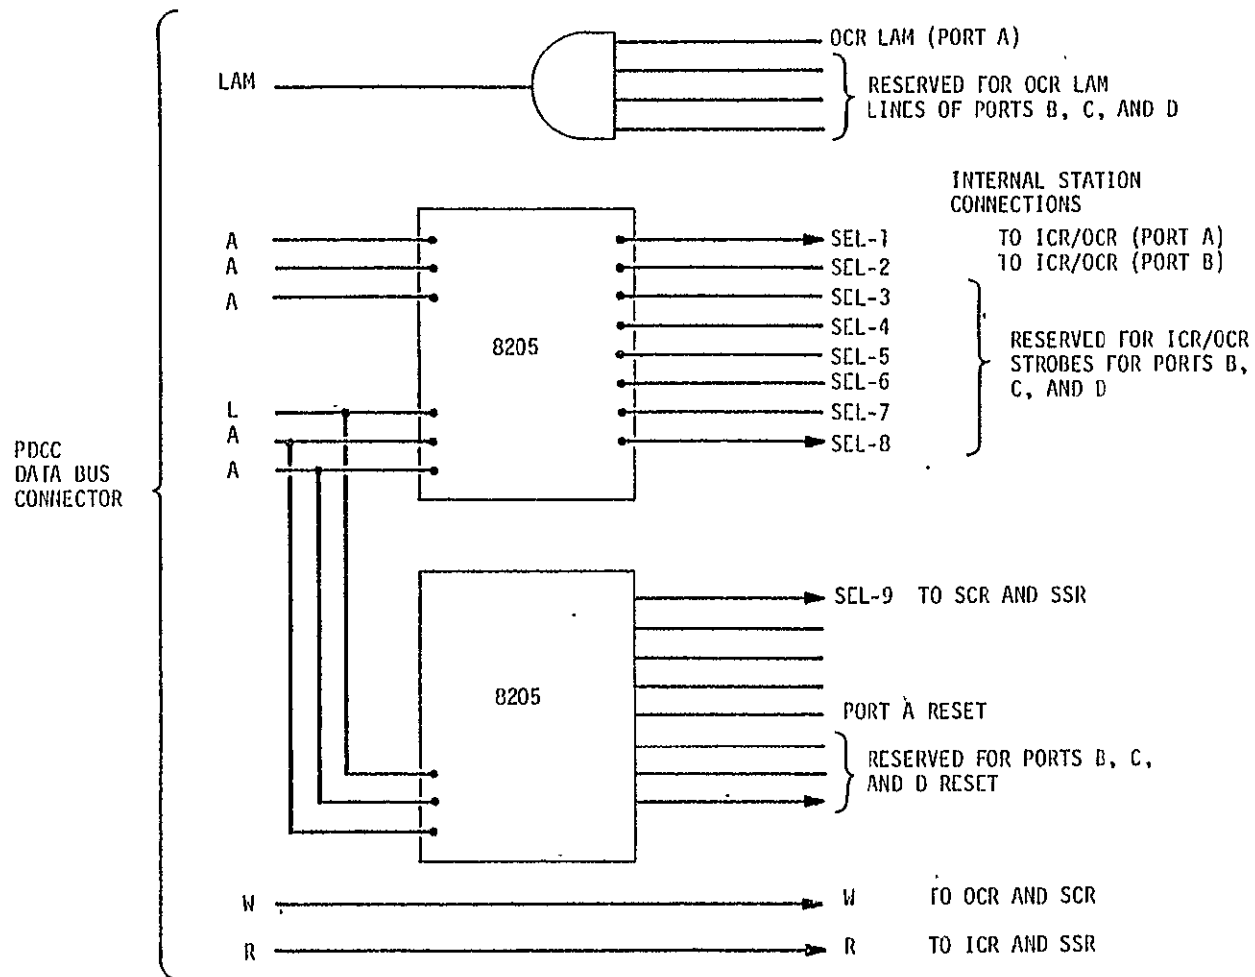 OCR LAM (PORT A)
LAM
RESERVED FOR OCR LAM
LINES OF PORTS B, C, AND D
INTERNAL STATION
CONNECTIONS
A
SEL-1 TO ICR/OCR (PORT A)
A
SEL-2 TO ICR/OCR (PORT B)
A
SEL-3
SEL-4
8205
SEL-5
SEL-6
RESERVED FOR ICR/OCR
STROBES FOR PORTS B,
C, AND D
L
SEL-7
A
SEL-8
A
PDCC
DATA BUS
CONNECTOR
SEL-9 TO SCR AND SSR
8205
PORT A RESET
RESERVED FOR PORTS B, C,
AND D RESET
W
W TO OCR AND SCR
R
R TO ICR AND SSR